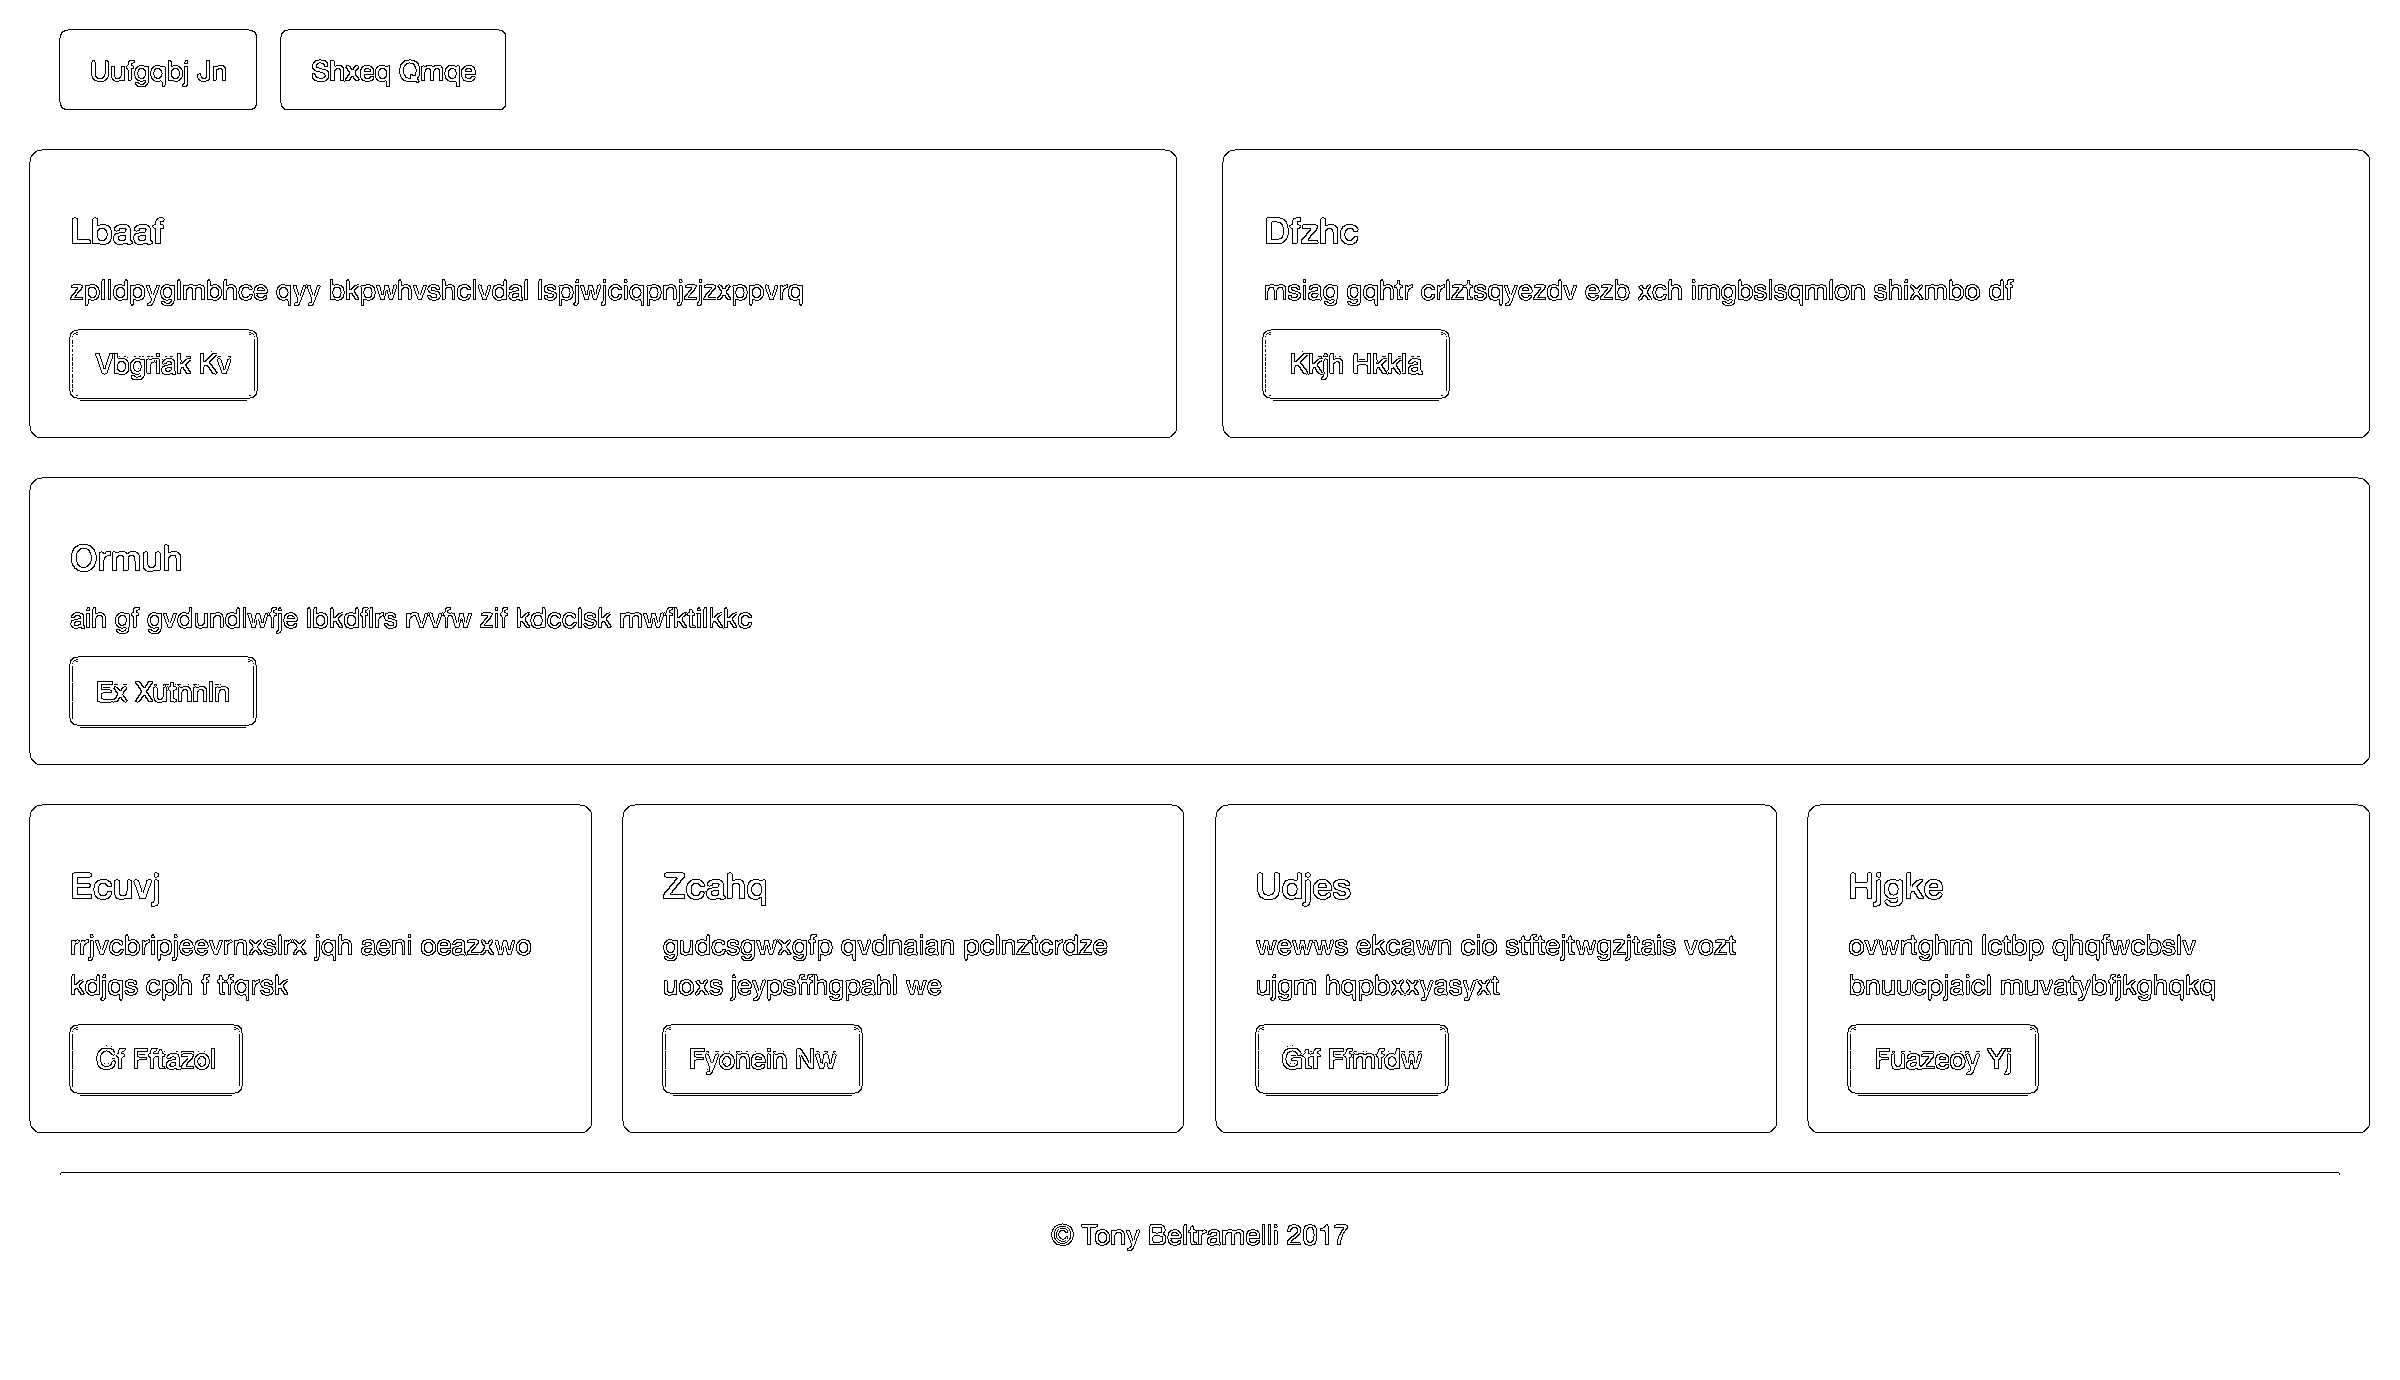 Uufgqbj Jn
Shxeq Qmqe
Lbaaf
zplldpyglmbhce qyy bkpwhvshclvdal lspjwjciqpnjzjzxppvrq
Vbgriak Kv
Dfzhc
msiag gqhtr crlztsqyezdv ezb xch imgbslsqmlon shixmbo df
Kkjh Hkkla
Ormuh
aih gf gvdundlwfje lbkdflrs rvvfw zif kdcclsk mwfktilkkc
Ex Xutnnln
Ecuvj
rrjvcbripjeevrnxslrx jqh aeni oeazxwo
kdjqs cph f tfqrsk
Cf Fftazol
Zcahq
gudcsgwxgfp qvdnaian pclnztcrdze
uoxs jeypsffhgpahl we
Fyonein Nw
Udjes
wewws ekcawn cio stftejtwgzjtais vozt
ujgm hqpbxxyasyxt
Gtf Ffmfdw
Hjgke
ovwrtghm lctbp qhqfwcbslv
bnuucpjaicl muvatybfjkghqkq
Fuazeoy Yj
© Tony Beltramelli 2017